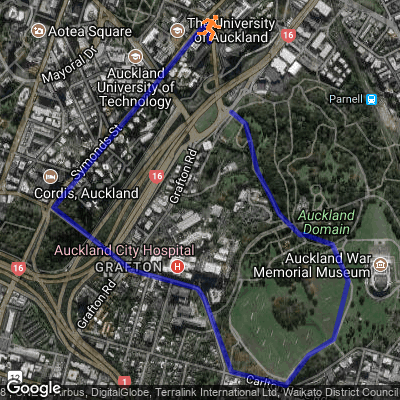 Aotea Square
The University
of Auckland
16
Mayoral Dr
Auckland
University of
Technology
Parnell
Symonds St
16
Grafton Rd
Cordis, Auckland
Auckland
Domain
Auckland City Hospital
H
GRAFTON
Auckland War
Memorial Museum
16
Grafton Rd
1
Google
Airbus, DigitalGlobe, Terralink International Ltd, Waikato District Council